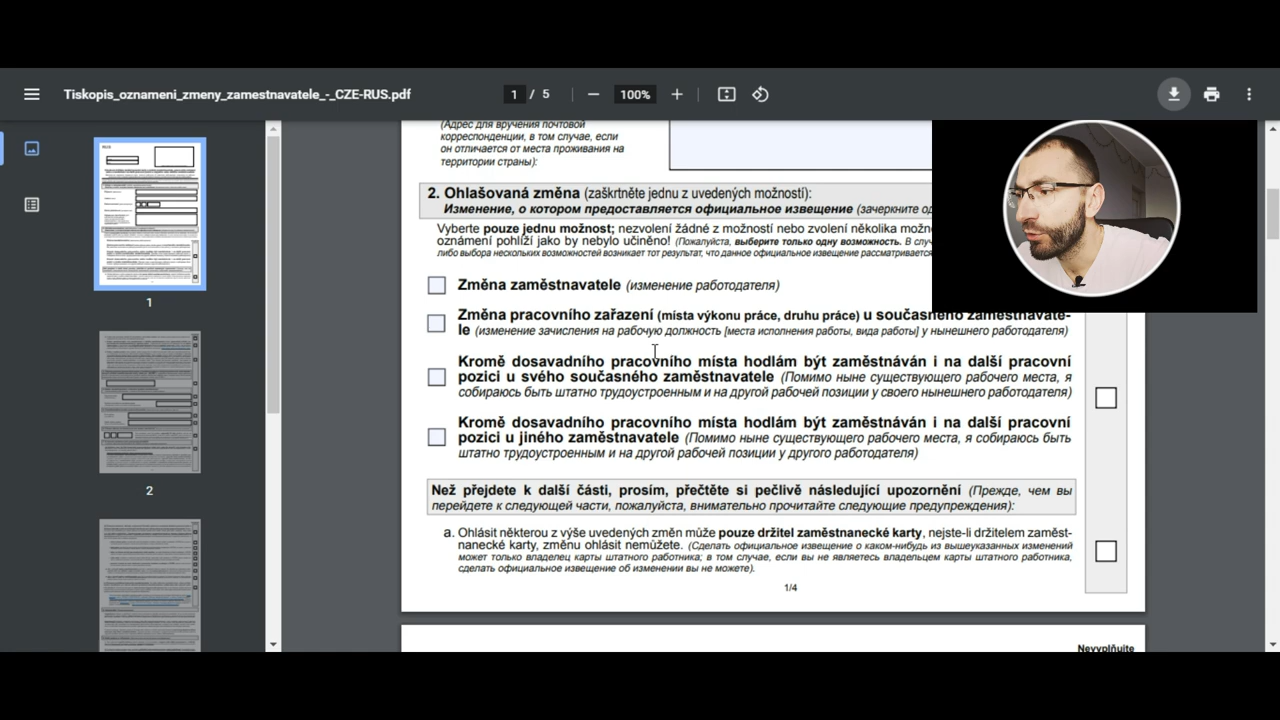 Tiskopis_oznameni_zmeny_zamestnavatele_-_CZE-RUS.pdf
1 / 5
100%
1
2
(Адрес для вручения почтовой
корреспонденции, в том случае, если
он отличается от места проживания на
территории страны):
2. Ohlašovaná změna (zaškrtněte jednu z uvedených možností):
Изменение, о котором предоставляется официальное извещение (зачеркните од
Vyberte pouze jednu možnost; nezvolení žádné z možností nebo zvolení několika možno
oznámení pohlíží jako by nebylo učiněno! (Пожалуйста, выберите только одну возможность. В случ
либо выбора нескольких возможностей возникает тот результат, что данное официальное извещение рассматривается
Změna zaměstnavatele (изменение работодателя)
Změna pracovního zařazení (místa výkonu práce, druhu práce) u současného zaměstnavate-
le (изменение зачисления на рабочую должность [места исполнения работы, вида работы] у нынешнего работодателя)
Kromě dosavadního pracovního místa hodlám být zaměstnáván i na další pracovní
pozici u svého současného zaměstnavatele (Помимо ныне существующего рабочего места, я
собираюсь быть штатно трудоустроенным и на другой рабочей позиции у своего нынешнего работодателя)
Kromě dosavadního pracovního místa hodlám být zaměstnáván i na další pracovní
pozici u jiného zaměstnavatele (Помимо ныне существующего рабочего места, я собираюсь быть
штатно трудоустроенным и на другой рабочей позиции у другого работодателя)
Než přejdete k další části, prosím, přečtěte si pečlivě následující upozornění (Прежде, чем вы
перейдете к следующей части, пожалуйста, внимательно прочитайте следующие предупреждения):
a. Ohlásit některou z výše uvedených změn může pouze držitel zaměstnanecké karty, nejste-li držitelem zaměst-
nanecké karty, změnu ohlásit nemůžete. (Сделать официальное извещение о каком-нибудь из вышеуказанных изменений
может только владелец карты штатного работника; в том случае, если вы не являетесь владельцем карты штатного работника,
сделать официальное извещение об изменении вы не можете).
1/4
Nevyplňujte